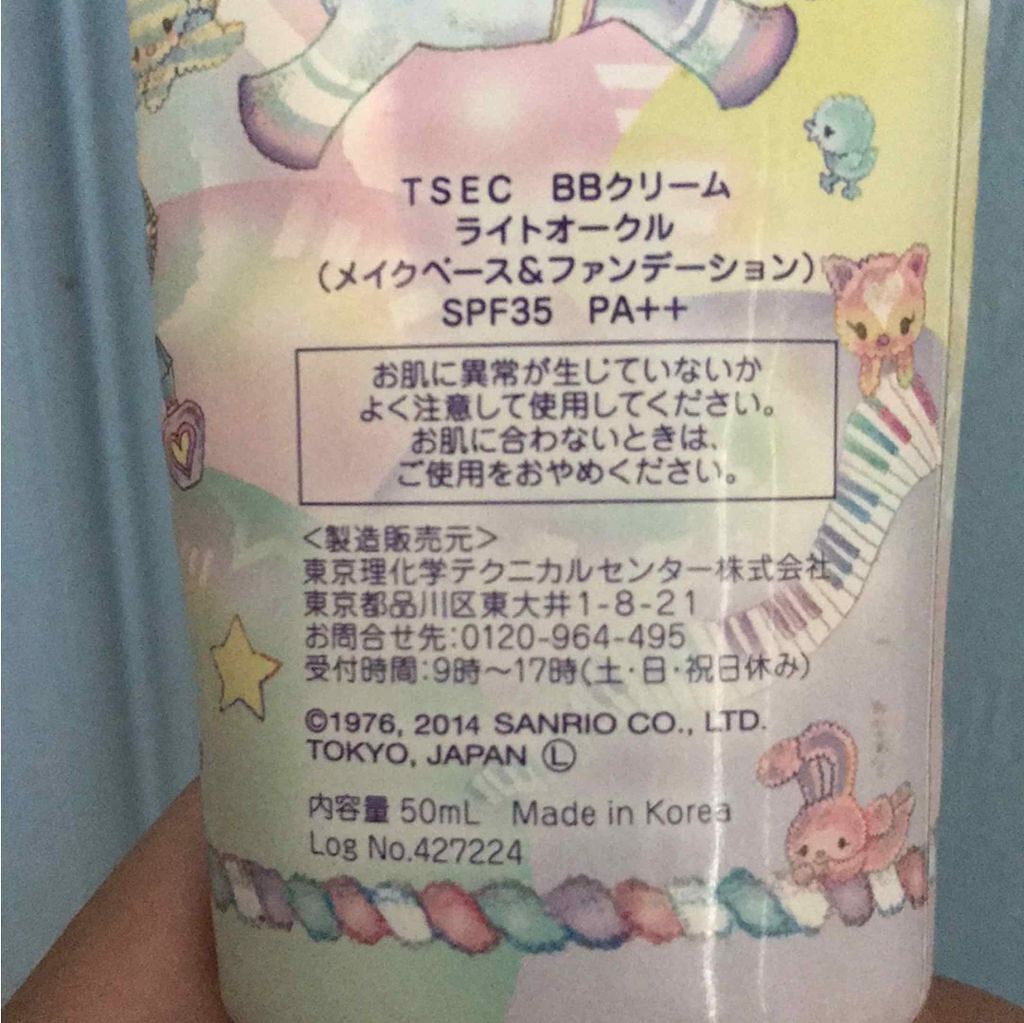 TSEC BBクリーム
ライトオークル
(メイクベース&ファンデーション)
SPF35 PA++
お肌に異常が生じていないか
よく注意して使用してください。
お肌に合わないときは、
ご使用をおやめください。
<製造販売元>
東京理化学テクニカルセンター株式会社
東京都品川区東大井1-8-21
お問合せ先:0120-964-495
受付時間:9時~17時(土・日・祝日休み)
©1976, 2014 SANRIO CO., LTD.
TOKYO, JAPAN Ⓛ
内容量 50mL Made in Korea
Log No.427224